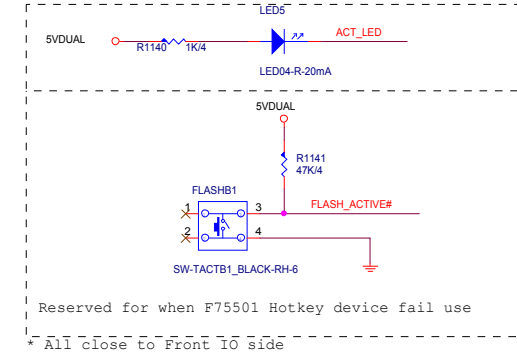 LED5
5VDUAL
ACT_LED
R1140
1K/4
LED04-R-20mA
5VDUAL
R1141
47K/4
FLASHB1
1
3
FLASH_ACTIVE#
2
4
SW-TACTB1_BLACK-RH-6
Reserved for when F75501 Hotkey device fail use
* All close to Front IO side